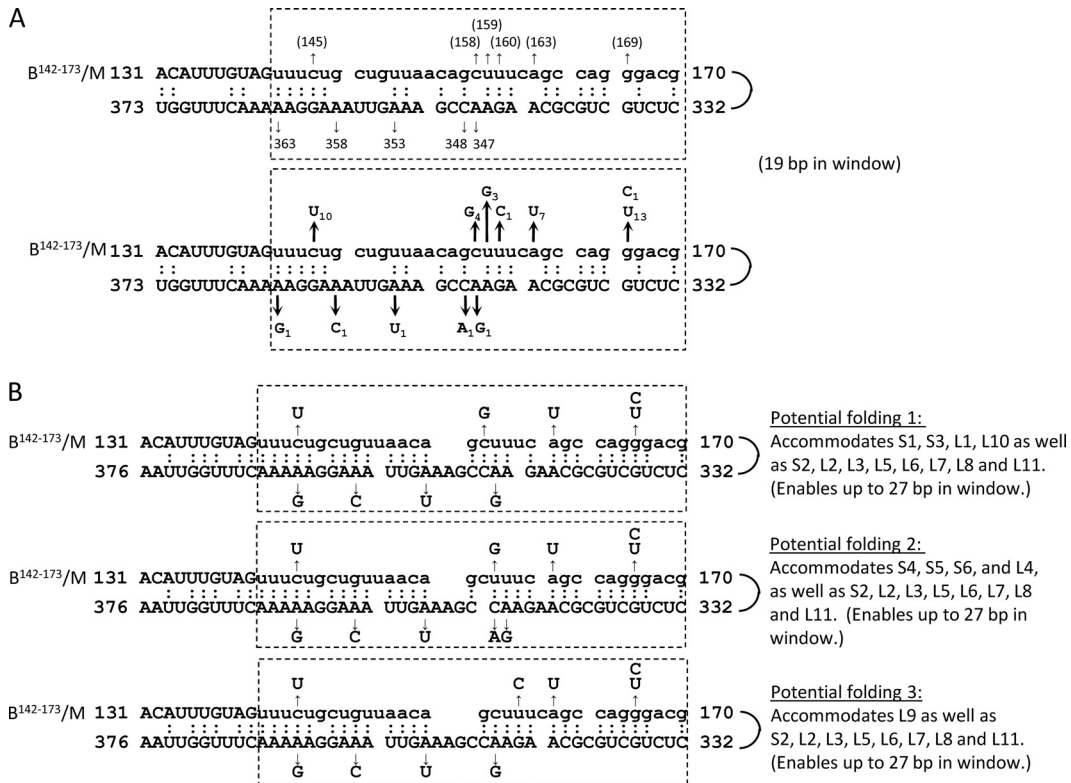 A
(159)
(145) (158) (160) (163) (169)
↑ ↑ ↑ ↑ ↑ ↑
B142-173/M 131 ACAUUUGUAGuuucug cuguuaacagcuuucagcc cag ggacg 170
:: :: ::::: :: : :: ::: : ::: : :
373 UGGUUUCAAAAAGGAAAUUGAAA GCCAAGA ACGCGUC GUCUC 332
↓ ↓ ↓ ↓ ↓
363 358 353 348 347
(19 bp in window)
G3 C1
U10 G4 C1 U7 U13
B142-173/M 131 ACAUUUGUAGuuucug cuguuaacagcuuucagcc cag ggacg 170
:: :: ::::: :: : :: ::: : ::: : :
373 UGGUUUCAAAAAGGAAAUUGAAA GCCAAGA ACGCGUC GUCUC 332
G1 C1 U1 A1 G1
B
C
U G U U
↑ ↑ ↑ ↑
B142-173/M 131 ACAUUUGUAGuuucugcuguuaaca gcuuuc agc cagggacg 170
376 AAUUGGUUUCAAAAAGGAAA UUGAAAGCCAA GAACGCGUCGUCUC 332
↓ ↓ ↓ ↓
G C U G
Potential folding 1:
Accommodates S1, S3, L1, L10 as well
as S2, L2, L3, L5, L6, L7, L8 and L11.
(Enables up to 27 bp in window.)
C
U G U U
↑ ↑ ↑ ↑
B142-173/M 131 ACAUUUGUAGuuucugcuguuaaca gcuuuc agc cagggacg 170
376 AAUUGGUUUCAAAAAGGAAA UUGAAAGC CAAGAACGCGUCGUCUC 332
↓ ↓ ↓ ↓↓
G C U AG
Potential folding 2:
Accommodates S4, S5, S6, and L4,
as well as S2, L2, L3, L5, L6, L7, L8
and L11. (Enables up to 27 bp in
window.)
C
U C U U
↑ ↑ ↑ ↑
B142-173/M 131 ACAUUUGUAGuuucugcuguuaaca gcuuucagc cagggacg 170
376 AAUUGGUUUCAAAAAGGAAA UUGAAAGCCAAGA ACGCGUCGUCUC 332
↓ ↓ ↓ ↓
G C U G
Potential folding 3:
Accommodates L9 as well as
S2, L2, L3, L5, L6, L7, L8 and L11.
(Enables up to 27 bp in window.)